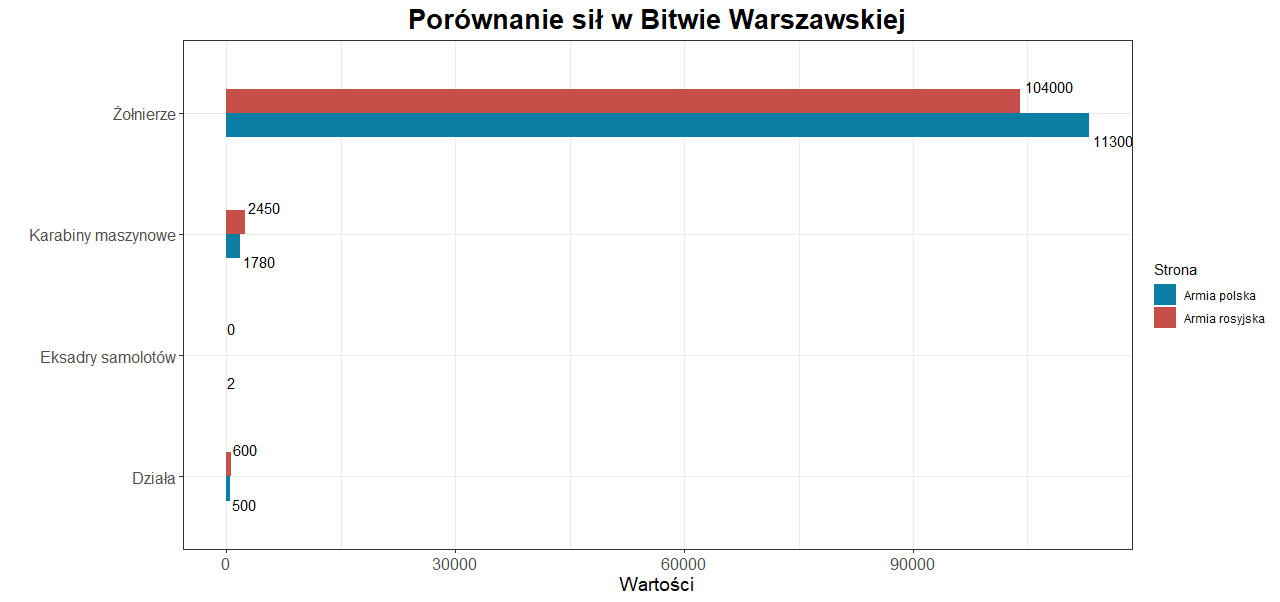 Porównanie sił w Bitwie Warszawskiej
Żołnierze
104000
11300
Karabiny maszynowe
2450
1780
Eksadry samolotów
0
2
Działa
600
500
0
30000
60000
90000
Wartości
Strona
Armia polska
Armia rosyjska